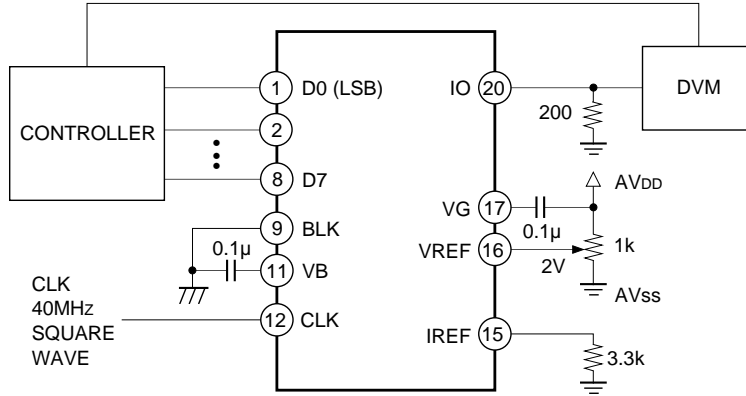 CONTROLLER
1 D0 (LSB)
2
8 D7
9 BLK
0.1µ
11 VB
12 CLK
CLK
40MHz
SQUARE
WAVE
IO 20
200
DVM
AVDD
VG 17
0.1µ
VREF 16
2V
1k
AVSS
IREF 15
3.3k